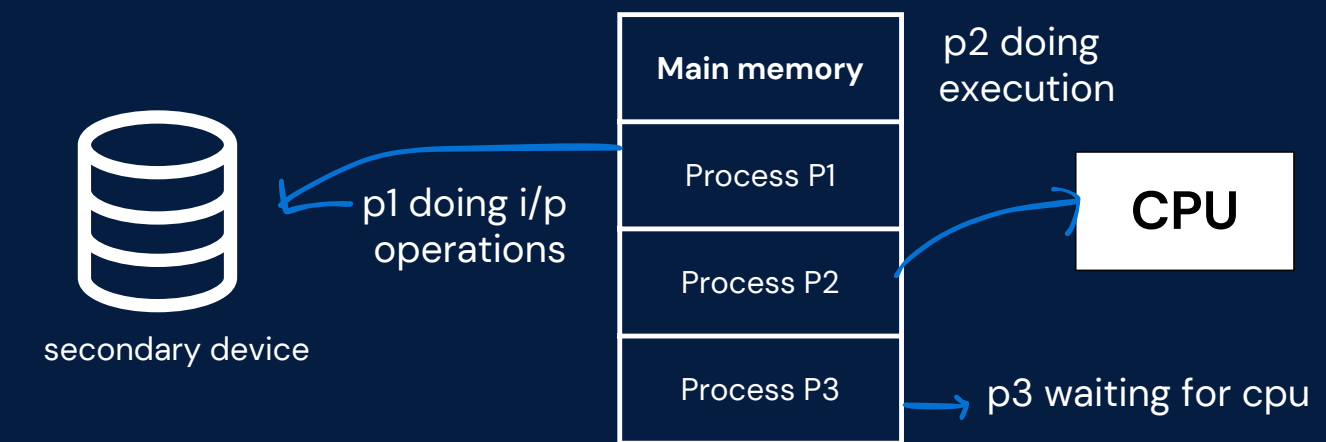 p2 doing
execution
Main memory
Process P1
CPU
p1 doing i/p
operations
Process P2
secondary device
Process P3
p3 waiting for cpu